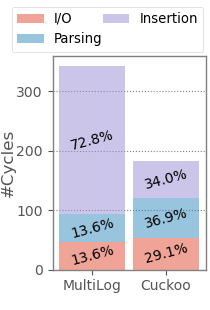 I/O Insertion
Parsing
#Cycles
300
200
100
0
72.8%
13.6%
13.6%
34.0%
36.9%
29.1%
MultiLog Cuckoo